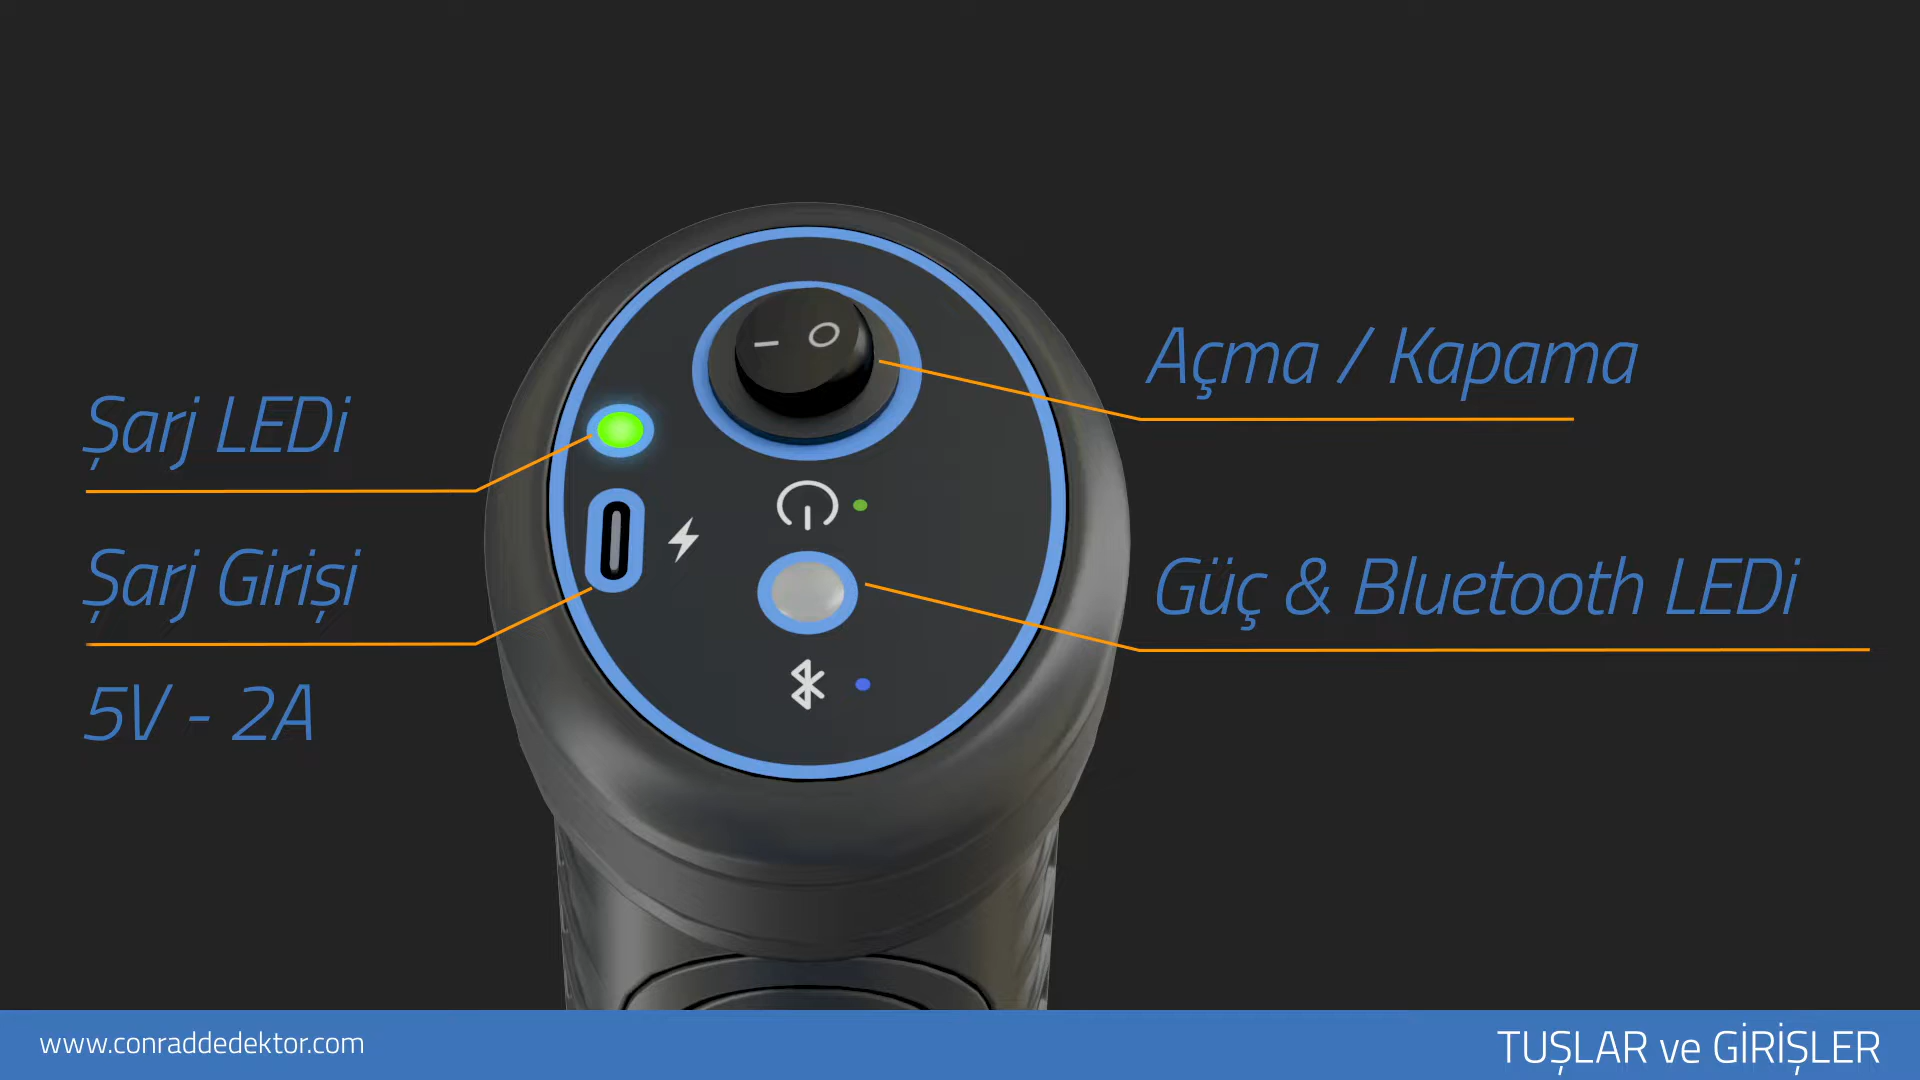 Açma / Kapama
Şarj LEDi
Şarj Girişi
5V - 2A
Güç & Bluetooth LEDi
www.conraddedektor.com
TUŞLAR ve GİRİŞLER